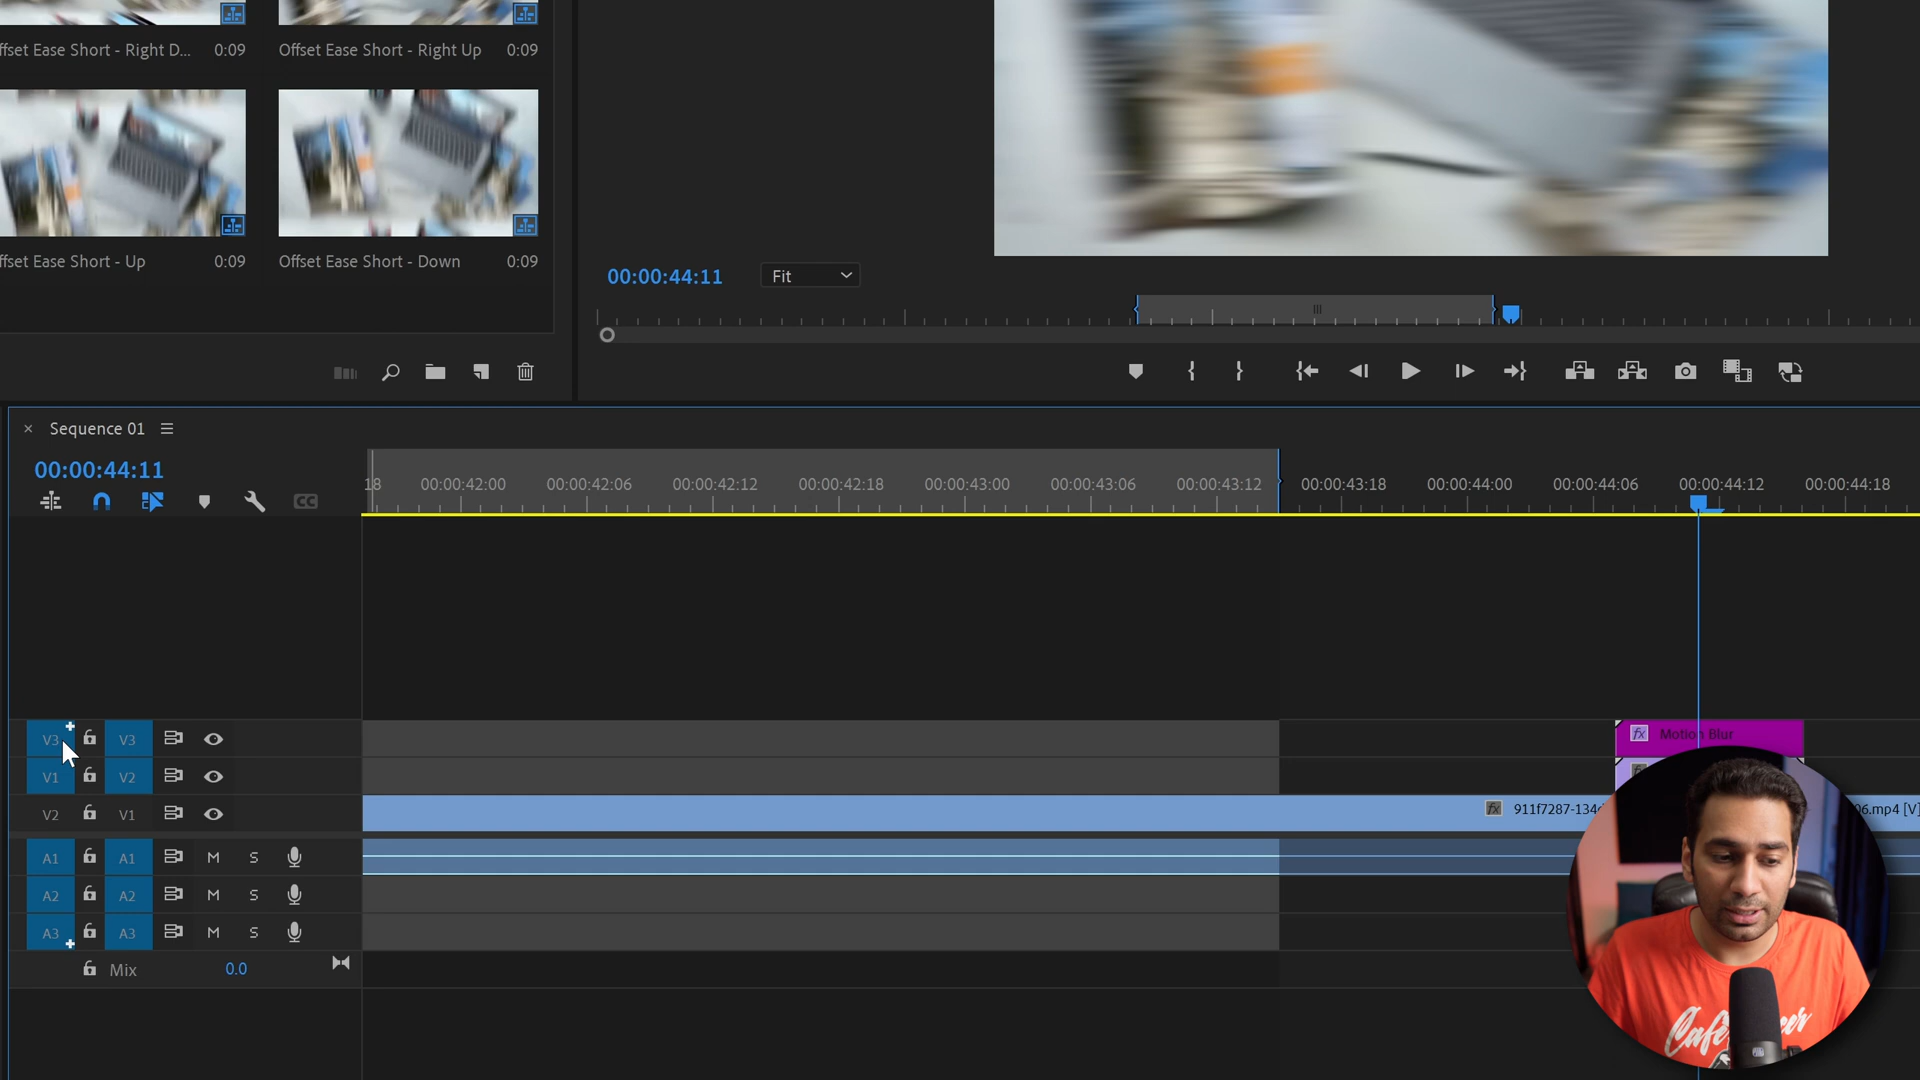 ffset Ease Short - Right D... 0:09
Offset Ease Short - Right Up 0:09
ffset Ease Short - Up 0:09
Offset Ease Short - Down 0:09
00:00:44:11
Fit
Sequence 01
00:00:44:11
CC
18 00:00:42:00 00:00:42:06 00:00:42:12 00:00:42:18 00:00:43:00 00:00:43:06 00:00:43:12 00:00:43:18 00:00:44:00 00:00:44:06 00:00:44:12 00:00:44:18
V3 V3 fx Motion Blur
V1 V2
V2 V1 fx 911f7287-134 06.mp4 [V]
A1 A1 M S
A2 A2 M S
A3 A3 M S
Mix 0.0